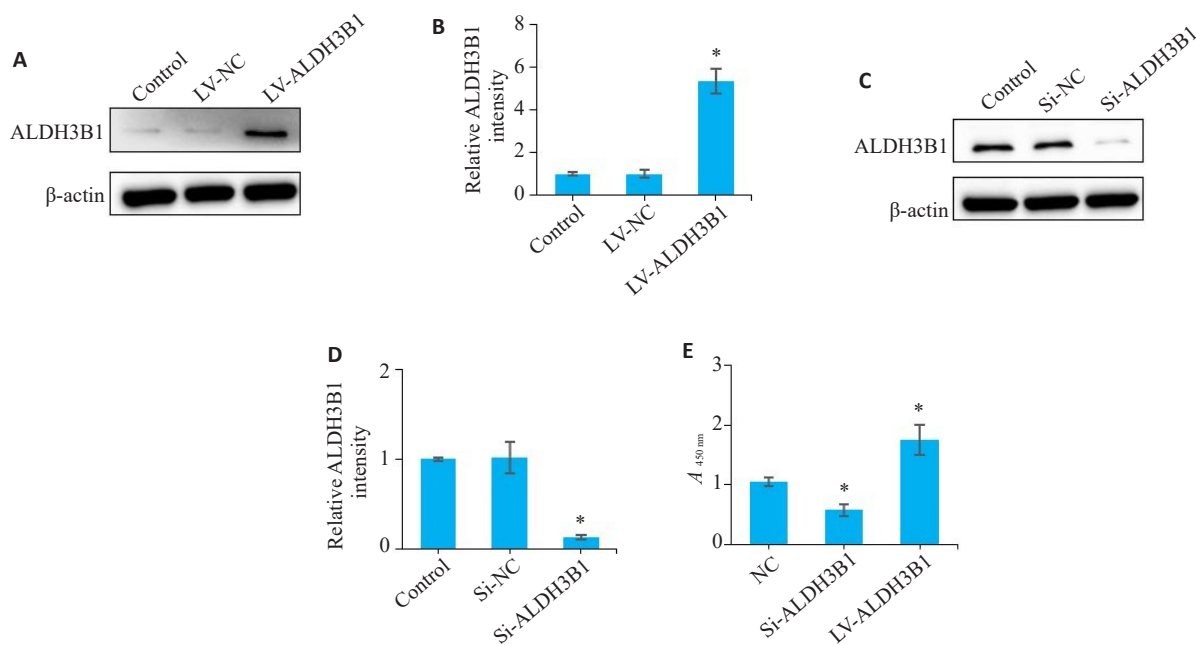 A
Control
LV-NC
LV-ALDH3B1
ALDH3B1
β-actin
B
Relative ALDH3B1
intensity
8
6
4
2
0
*
Control
LV-NC
LV-ALDH3B1
C
Control
Si-NC
Si-ALDH3B1
ALDH3B1
β-actin
D
Relative ALDH3B1
intensity
2
1
0
*
Control
Si-NC
Si-ALDH3B1
E
A 450 nm
3
2
1
0
*
*
NC
Si-ALDH3B1
LV-ALDH3B1